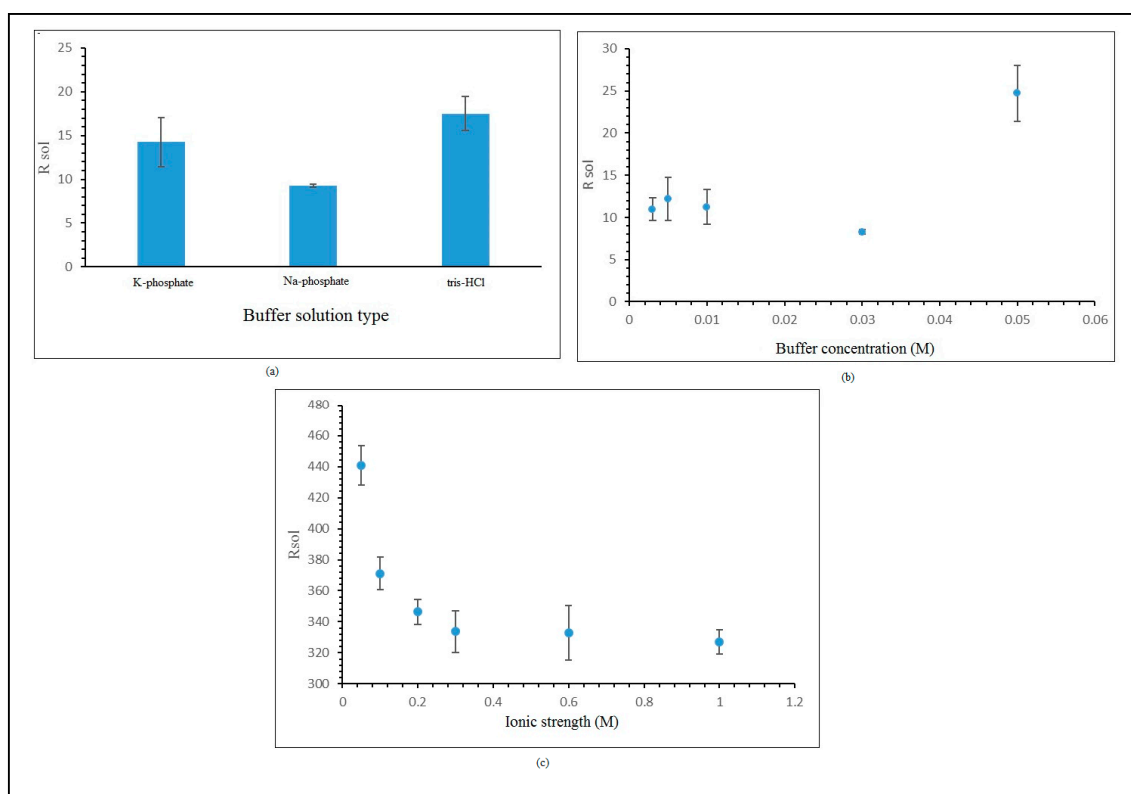 25
20
15
10
5
0
R sol
K-phosphate Na-phosphate tris-HCl
Buffer solution type
(a)
30
25
20
15
10
5
0
R sol
0 0.01 0.02 0.03 0.04 0.05 0.06
Buffer concentration (M)
(b)
480
460
440
420
400
380
360
340
320
300
Rsol
0 0.2 0.4 0.6 0.8 1 1.2
Ionic strength (M)
(c)